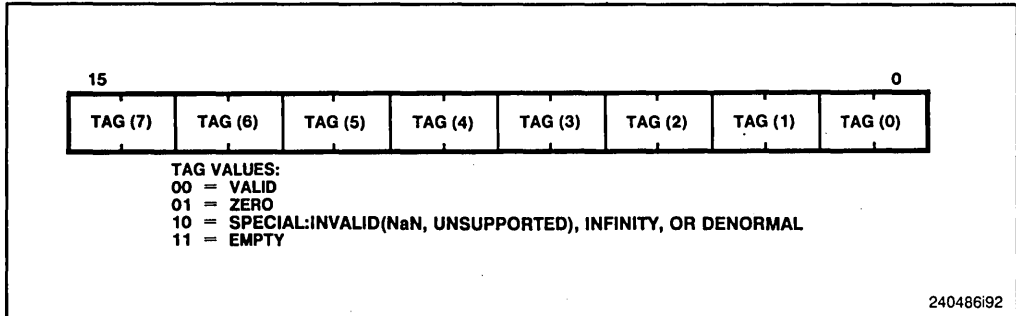 15 0
TAG (7) TAG (6) TAG (5) TAG (4) TAG (3) TAG (2) TAG (1) TAG (0)
TAG VALUES:
00 = VALID
01 = ZERO
10 = SPECIAL:INVALID(NaN, UNSUPPORTED), INFINITY, OR DENORMAL
11 = EMPTY
240486i92